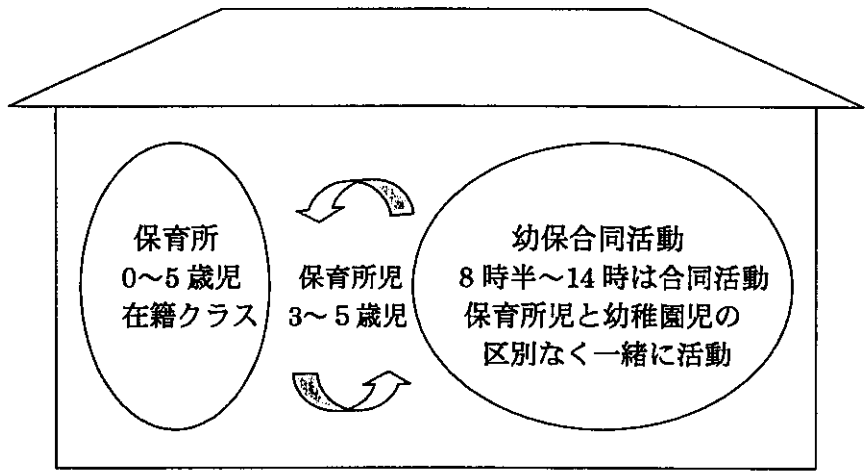 保育所
0～5歳児
在籍クラス
保育所児
3～5歳児
幼保合同活動
8時半～14時は合同活動
保育所児と幼稚園児の
区別なく一緒に活動